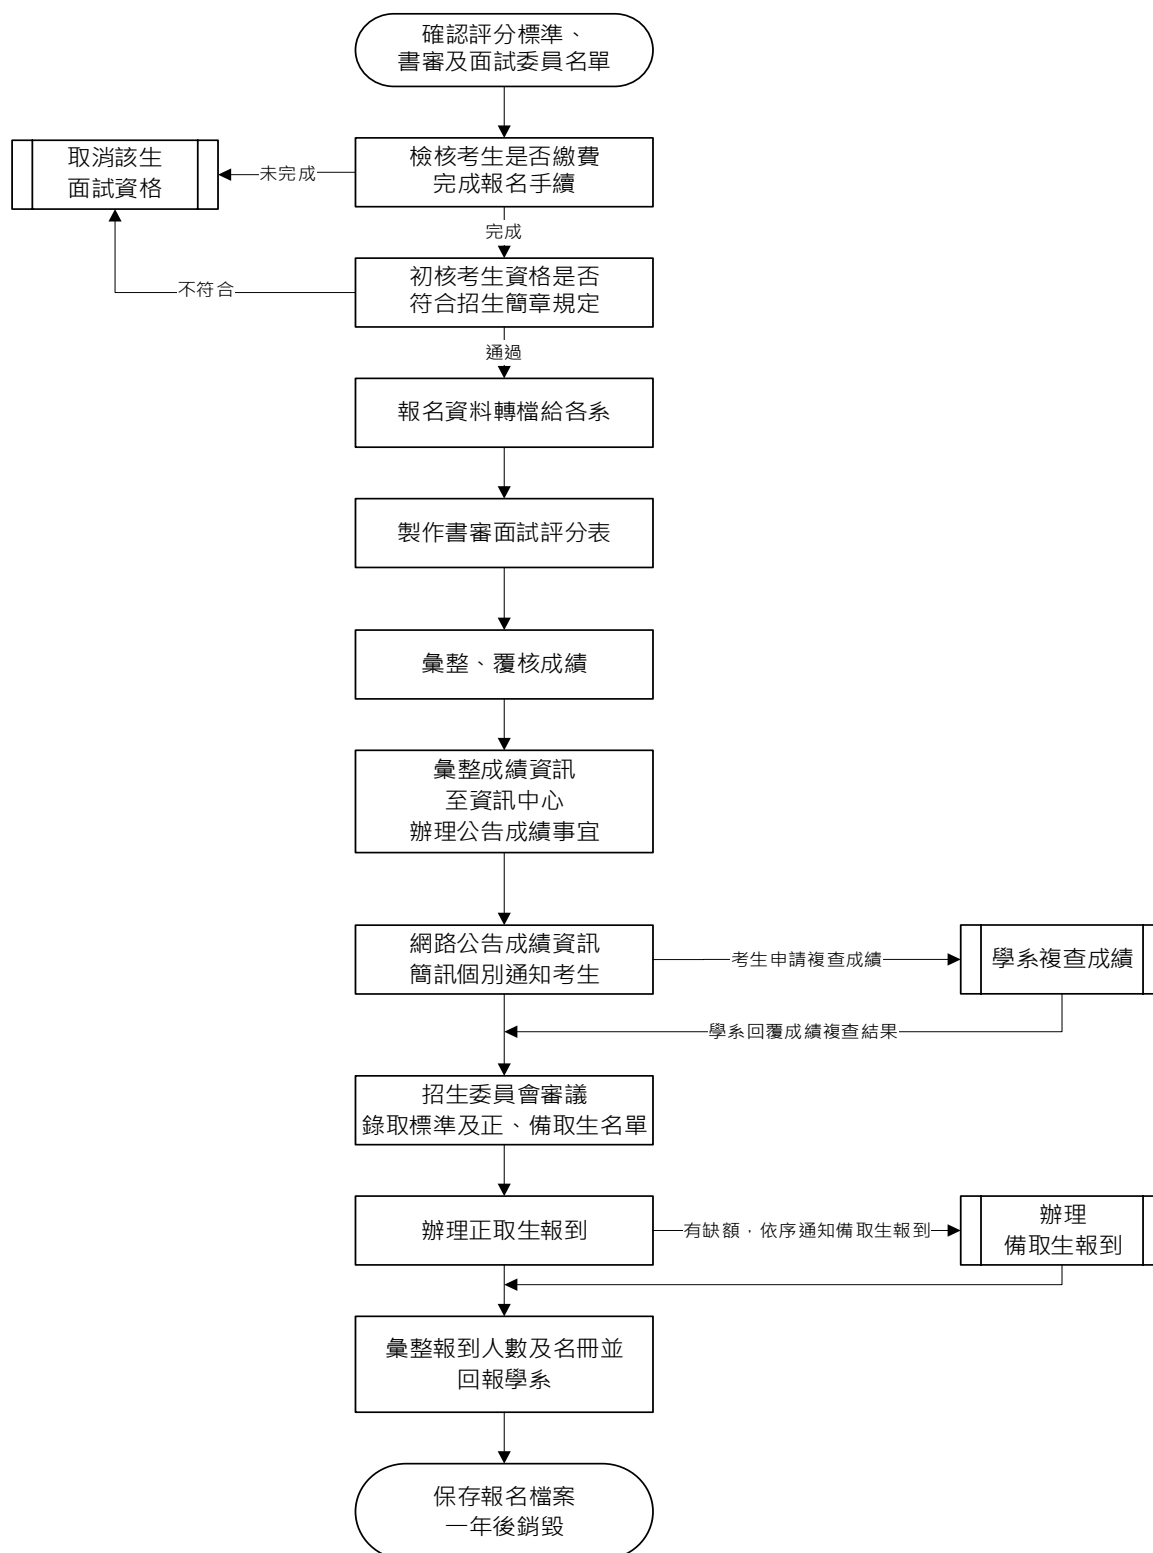 確認評分標準、
書審及面試委員名單
取消該生
面試資格
未完成
檢核考生是否繳費
完成報名手續
完成
不符合
初核考生資格是否
符合招生簡章規定
通過
報名資料轉檔給各系
製作書審面試評分表
彙整、覆核成績
彙整成績資訊
至資訊中心
辦理公告成績事宜
網路公告成績資訊
簡訊個別通知考生
考生申請複查成績
學系複查成績
學系回覆成績複查結果
招生委員會審議
錄取標準及正、備取生名單
辦理正取生報到
有缺額，依序通知備取生報到
辦理
備取生報到
彙整報到人數及名冊並
回報學系
保存報名檔案
一年後銷毀